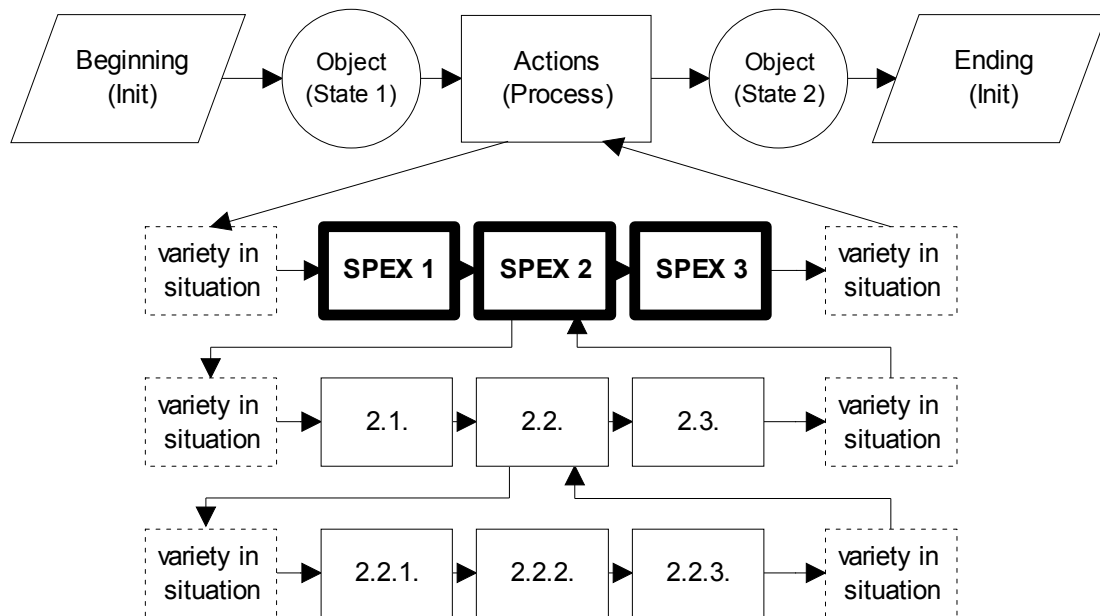 Beginning
(Init)
Object
(State 1)
Actions
(Process)
Object
(State 2)
Ending
(Init)
variety in
situation
SPEX 1
SPEX 2
SPEX 3
variety in
situation
variety in
situation
2.1.
2.2.
2.3.
variety in
situation
variety in
situation
2.2.1.
2.2.2.
2.2.3.
variety in
situation